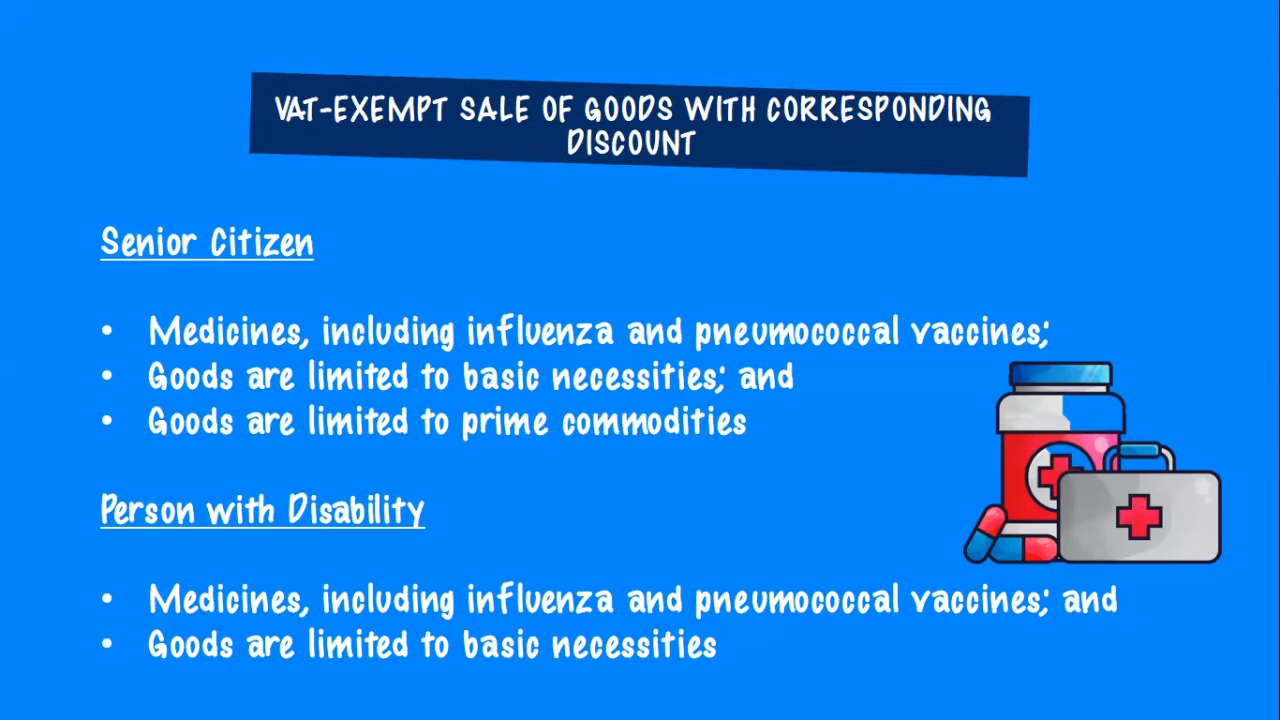 VAT-EXEMPT SALE OF GOODS WITH CORRESPONDING
DISCOUNT
Senior Citizen
• Medicines, including influenza and pneumococcal vaccines;
• Goods are limited to basic necessities; and
• Goods are limited to prime commodities
Person with Disability
• Medicines, including influenza and pneumococcal vaccines; and
• Goods are limited to basic necessities